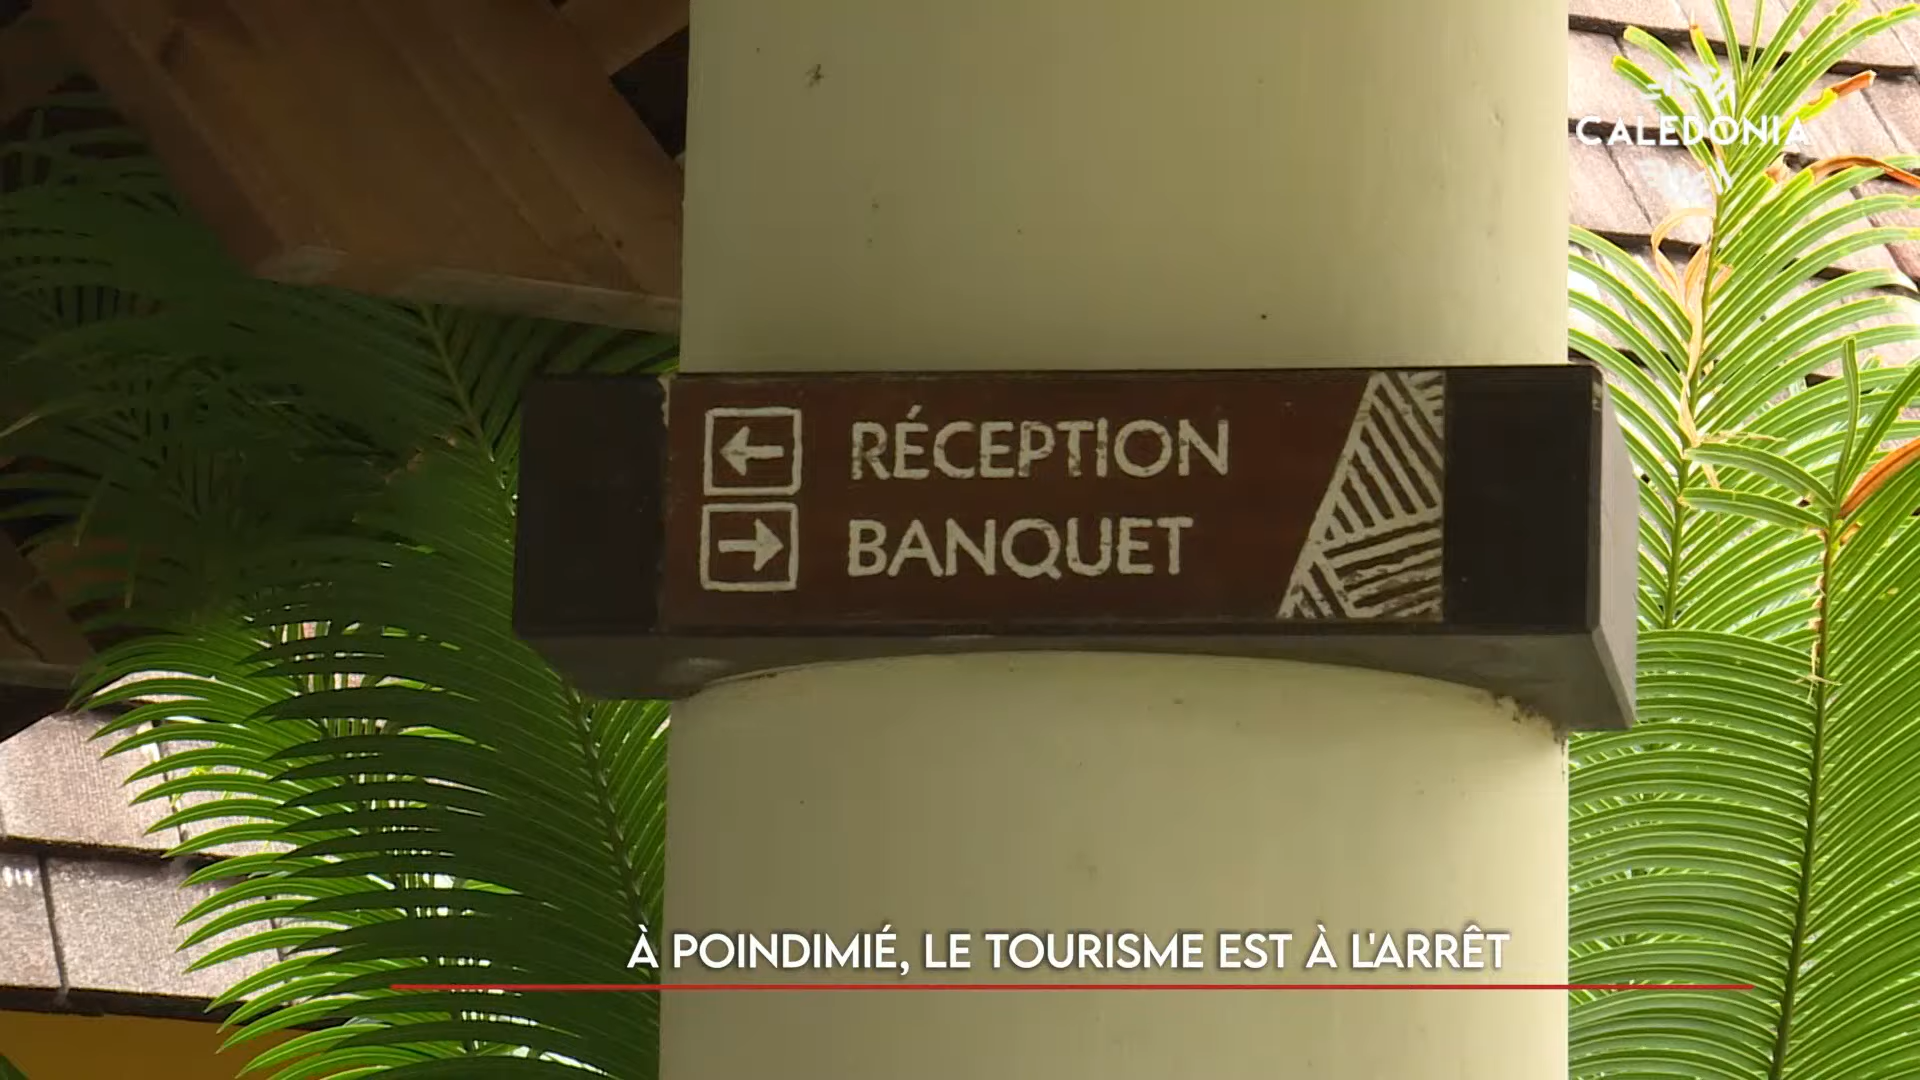 CALEDONIA
RÉCEPTION
BANQUET
À POINDIMIÉ, LE TOURISME EST À L'ARRÊT